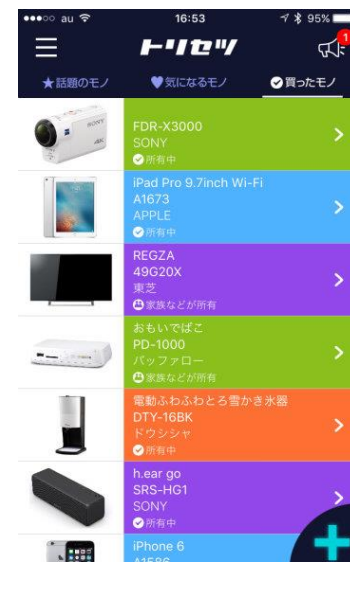 au 16:53 95%
トリセツ
1
★話題のモノ ♥気になるモノ 買ったモノ
FDR-X3000
SONY
所有中
iPad Pro 9.7inch Wi-Fi
A1673
APPLE
所有中
REGZA
49G20X
東芝
家族などが所有
おもいでばこ
PD-1000
バッファロー
家族などが所有
電動ふわふわとろ雪かき氷器
DTY-16BK
ドウシシャ
所有中
h.ear go
SRS-HG1
SONY
所有中
iPhone 6
A1586